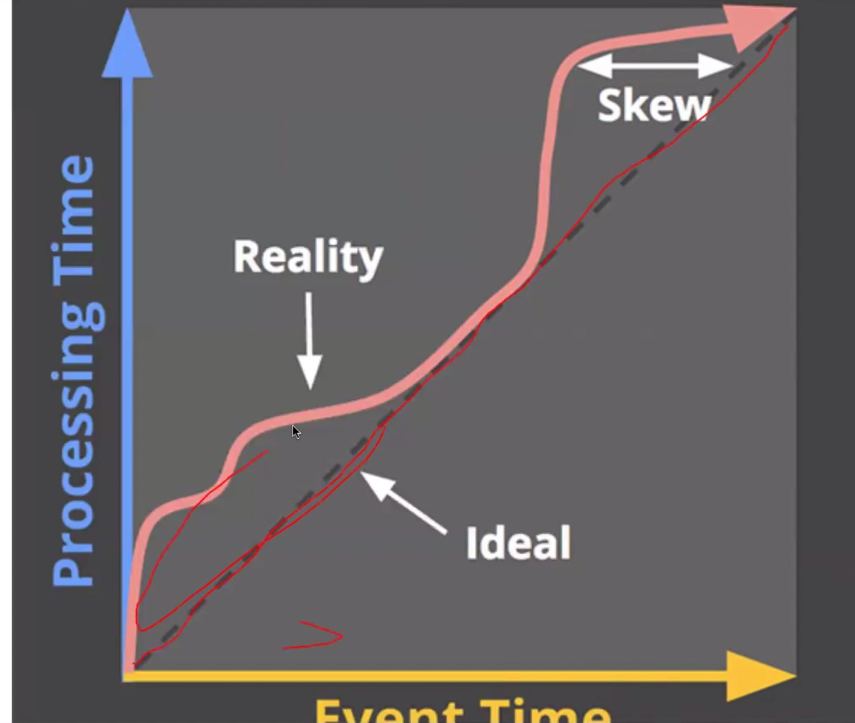 Skew
Reality
Processing Time
Ideal
Event Time